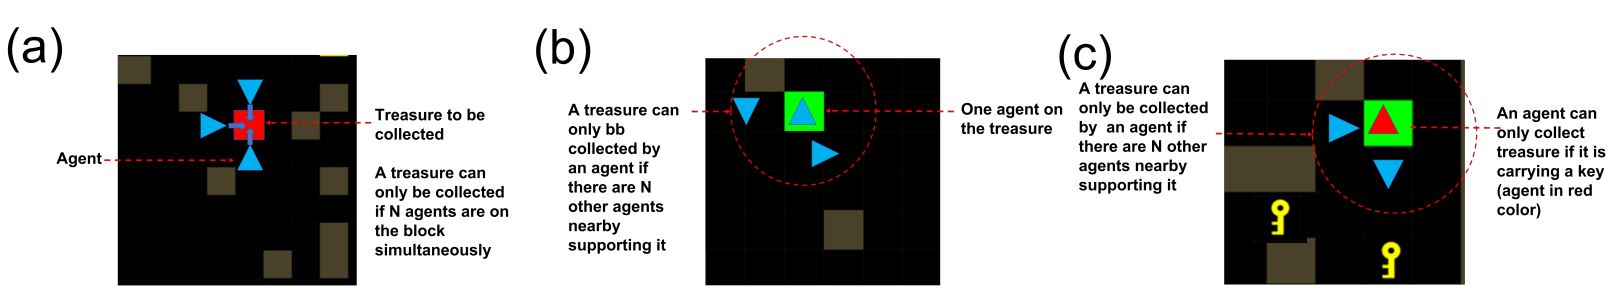 (a)
Treasure to be
collected
Agent
A treasure can
only be collected
if N agents are on
the block
simultaneously
(b)
A treasure can
only bb
collected by
an agent if
there are N
other agents
nearby
supporting it
One agent on
the treasure
(c)
A treasure can
only be collected
by an agent if
there are N other
agents nearby
supporting it
An agent can
only collect
treasure if it is
carrying a key
(agent in red
color)